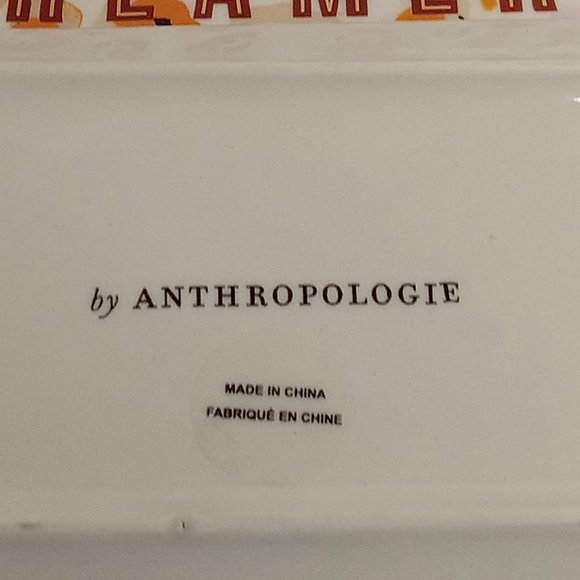 by ANTHROPOLOGIE
MADE IN CHINA
FABRIQUÉ EN CHINE